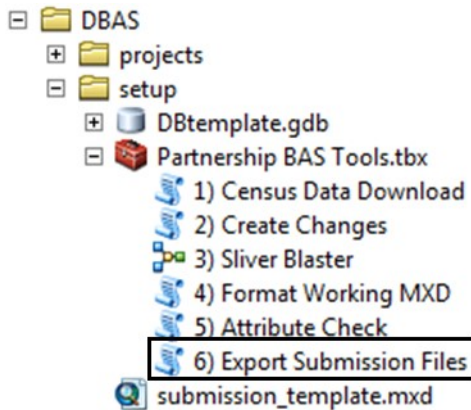 DBAS
projects
setup
DBtemplate.gdb
Partnership BAS Tools.tbx
1) Census Data Download
2) Create Changes
3) Sliver Blaster
4) Format Working MXD
5) Attribute Check
6) Export Submission Files
submission_template.mxd